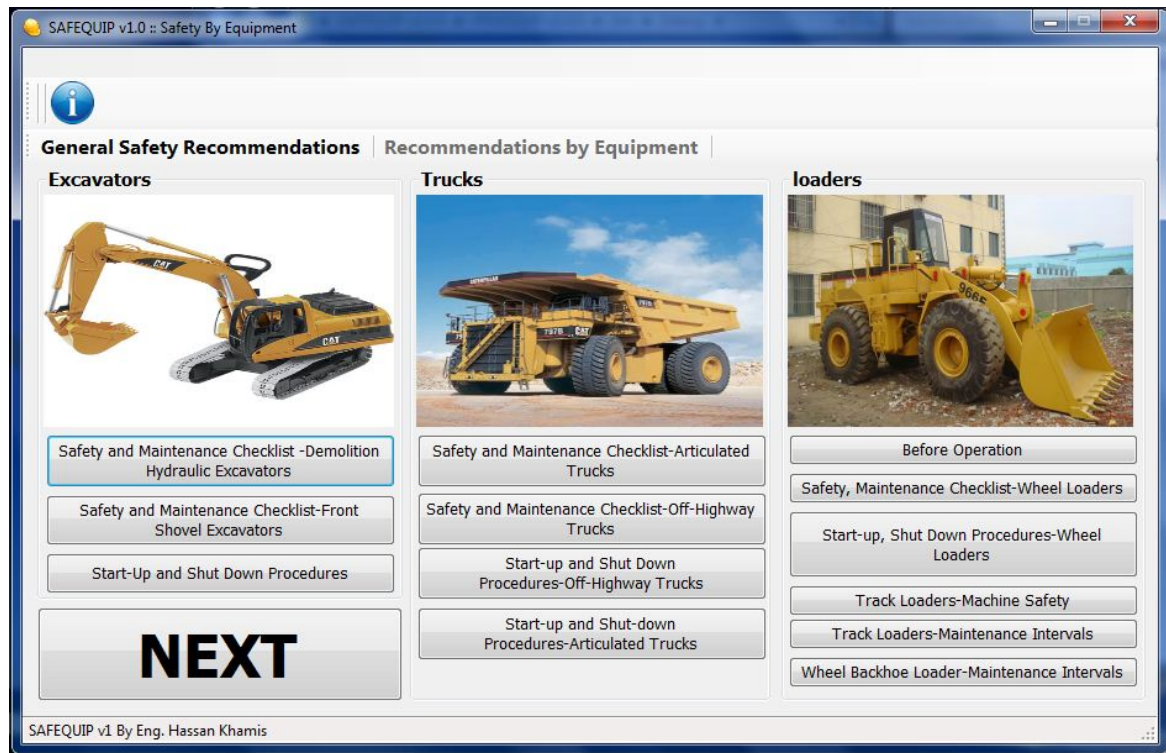 SAFEQUIP v1.0 :: Safety By Equipment
General Safety Recommendations
Recommendations by Equipment
Excavators
CAT
CAT
Safety and Maintenance Checklist -Demolition
Hydraulic Excavators
Safety and Maintenance Checklist-Front
Shovel Excavators
Start-Up and Shut Down Procedures
NEXT
Trucks
CATERPILLAR
797B
797B
CAT
Safety and Maintenance Checklist-Articulated
Trucks
Safety and Maintenance Checklist-Off-Highway
Trucks
Start-up and Shut Down
Procedures-Off-Highway Trucks
Start-up and Shut-down
Procedures-Articulated Trucks
loaders
966F
Before Operation
Safety, Maintenance Checklist-Wheel Loaders
Start-up, Shut Down Procedures-Wheel
Loaders
Track Loaders-Machine Safety
Track Loaders-Maintenance Intervals
Wheel Backhoe Loader-Maintenance Intervals
SAFEQUIP v1 By Eng. Hassan Khamis